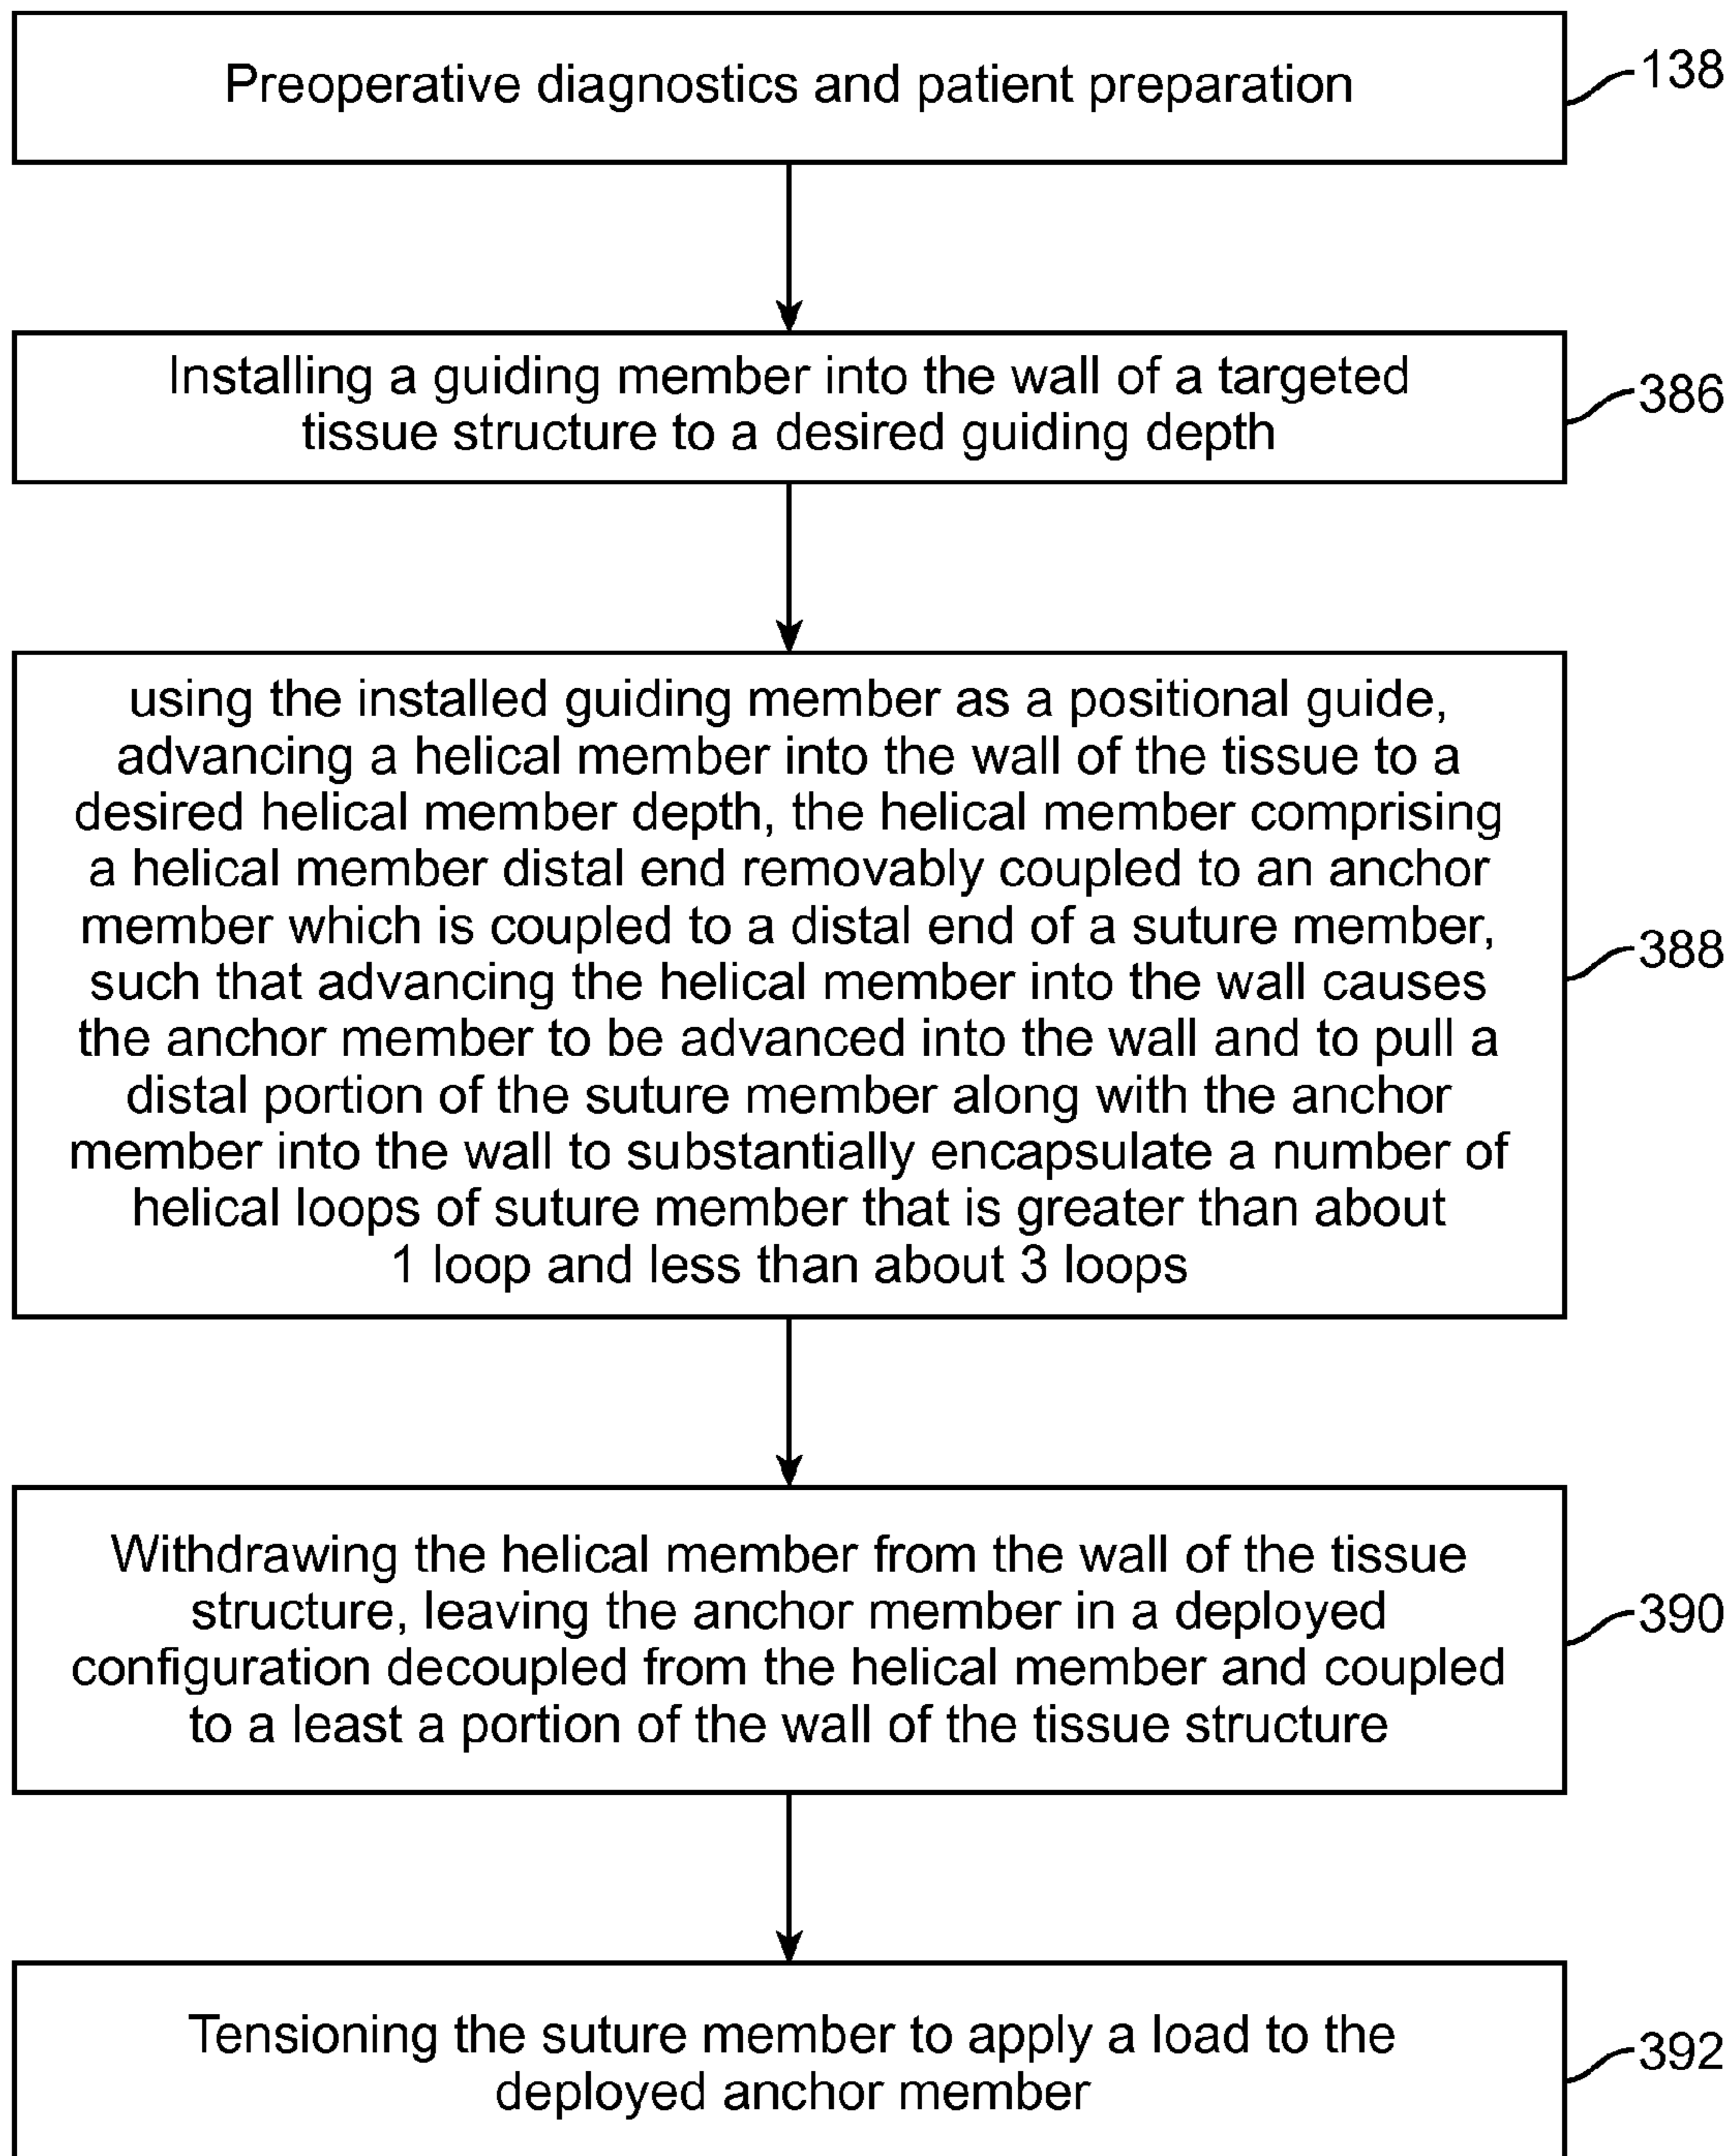 Preoperative diagnostics and patient preparation
138
Installing a guiding member into the wall of a targeted
tissue structure to a desired guiding depth
386
using the installed guiding member as a positional guide,
advancing a helical member into the wall of the tissue to a
desired helical member depth, the helical member comprising
a helical member distal end removably coupled to an anchor
member which is coupled to a distal end of a suture member,
such that advancing the helical member into the wall causes
the anchor member to be advanced into the wall and to pull a
distal portion of the suture member along with the anchor
member into the wall to substantially encapsulate a number of
helical loops of suture member that is greater than about
1 loop and less than about 3 loops
388
Withdrawing the helical member from the wall of the tissue
structure, leaving the anchor member in a deployed
configuration decoupled from the helical member and coupled
to a least a portion of the wall of the tissue structure
390
Tensioning the suture member to apply a load to the
deployed anchor member
392